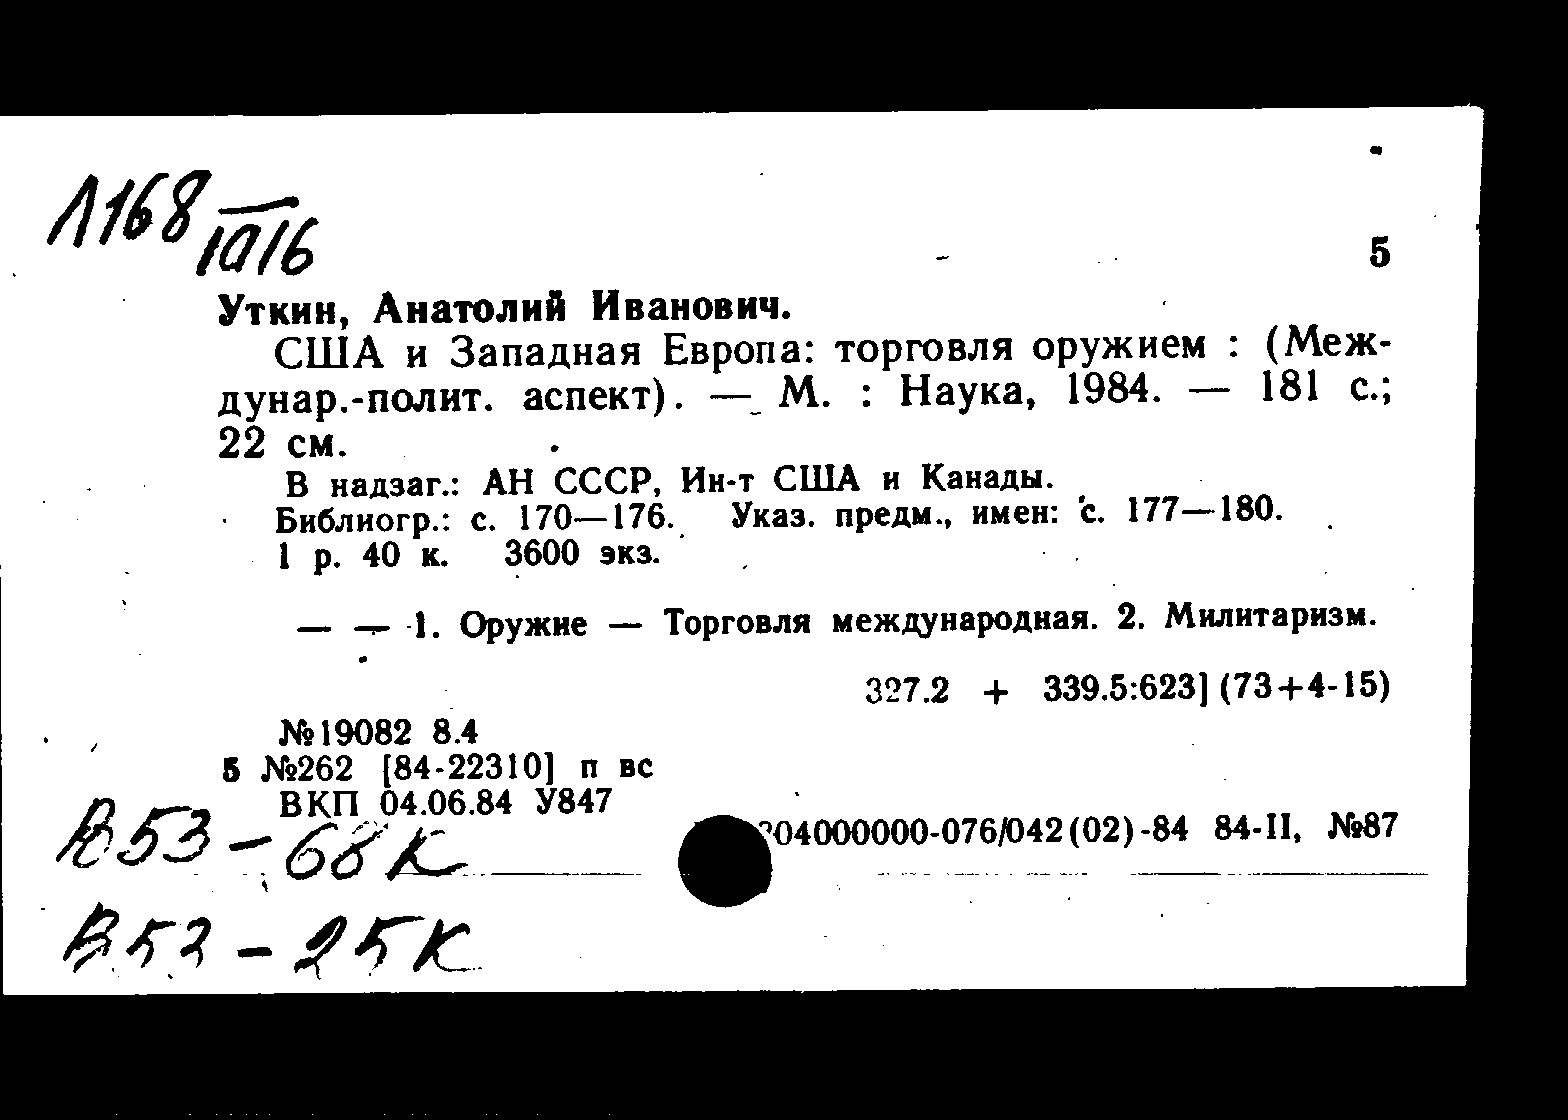 Л168
10/16
5
Уткин, Анатолий Иванович.
США и Западная Европа: торговля оружием : (Меж-
дунар.-полит. аспект). — М. : Наука, 1984. — 181 с.;
22 см.
В надзаг.: АН СССР, Ин-т США и Канады.
Библиогр.: с. 170—176. Указ. предм., имен: с. 177—180.
1 р. 40 к. 3600 экз.
— — 1. Оружие — Торговля международная. 2. Милитаризм.
327.2 + 339.5:623] (73+4-15)
№19082 8.4
5 №262 [84-22310] п вс
ВКП 04.06.84 У847
04000000-076/042(02)-84 84-II, №87
В53-68К
В53-25К